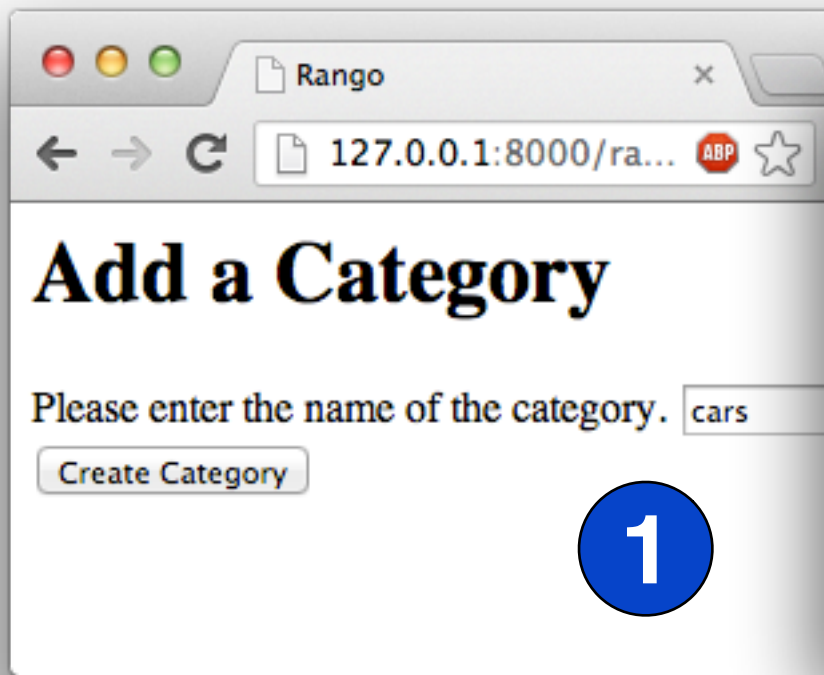 Rango
127.0.0.1:8000/ra... ABP
Add a Category
Please enter the name of the category. cars
Create Category
1